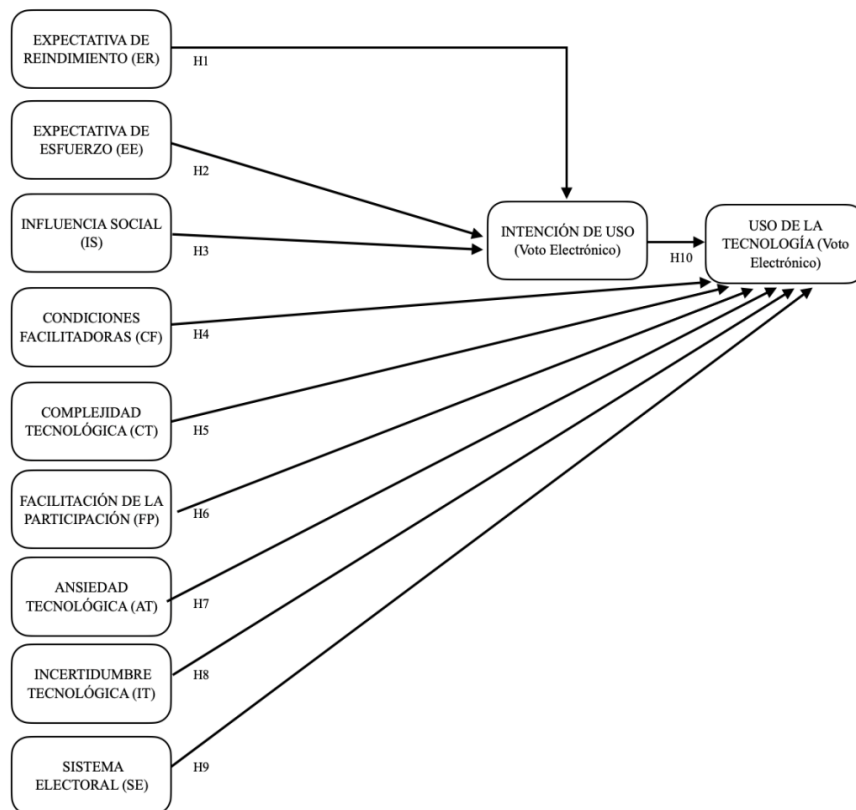 EXPECTATIVA DE
REINDIMIENTO (ER)
H1
EXPECTATIVA DE
ESFUERZO (EE)
H2
INFLUENCIA SOCIAL
(IS)
H3
INTENCIÓN DE USO
(Voto Electrónico)
H10
USO DE LA
TECNOLOGÍA (Voto
Electrónico)
CONDICIONES
FACILITADORAS (CF)
H4
COMPLEJIDAD
TECNOLÓGICA (CT)
H5
FACILITACIÓN DE LA
PARTICIPACIÓN (FP)
H6
ANSIEDAD
TECNOLÓGICA (AT)
H7
INCERTIDUMBRE
TECNOLÓGICA (IT)
H8
SISTEMA
ELECTORAL (SE)
H9